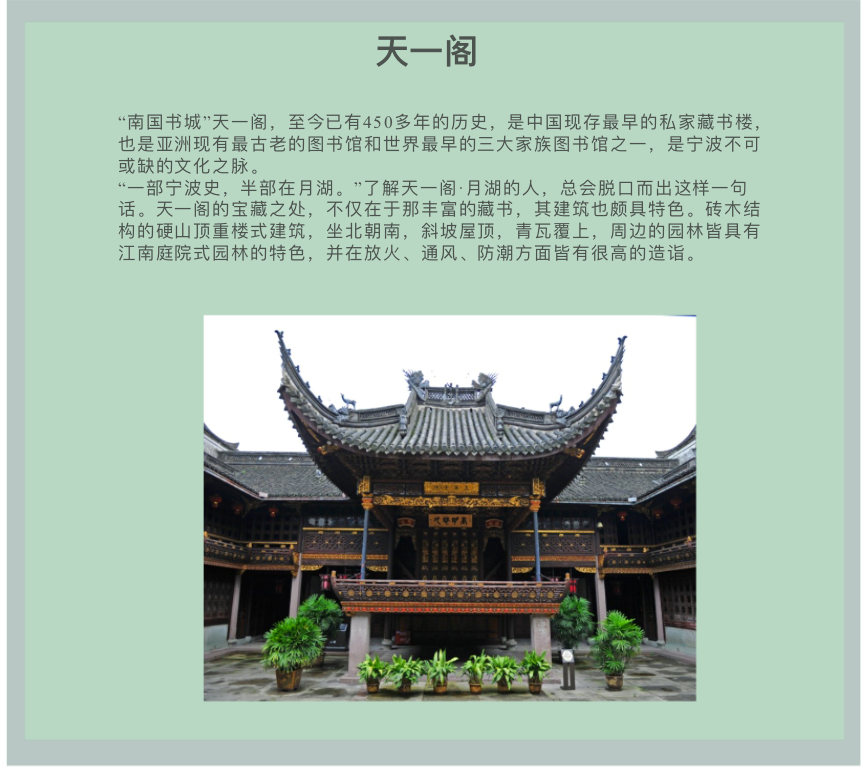 天一阁
“南国书城”天一阁，至今已有450多年的历史，是中国现存最早的私家藏书楼，
也是亚洲现有最古老的图书馆和世界最早的三大家族图书馆之一，是宁波不可
或缺的文化之脉。
“一部宁波史，半部在月湖。”了解天一阁·月湖的人，总会脱口而出这样一句
话。天一阁的宝藏之处，不仅在于那丰富的藏书，其建筑也颇具特色。砖木结
构的硬山顶重楼式建筑，坐北朝南，斜坡屋顶，青瓦覆上，周边的园林皆具有
江南庭院式园林的特色，并在放火、通风、防潮方面皆有很高的造诣。